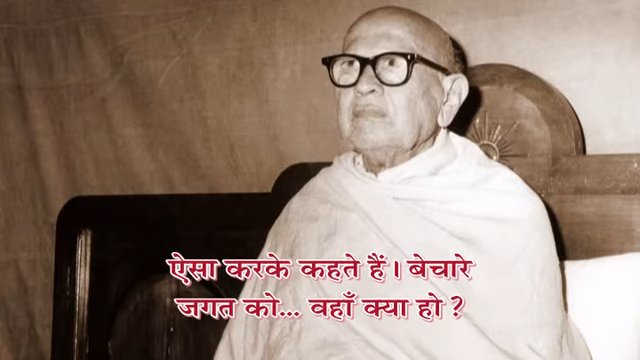 ऐसा करके कहते हैं। बेचारे
जगत को... वहाँ क्या हो ?